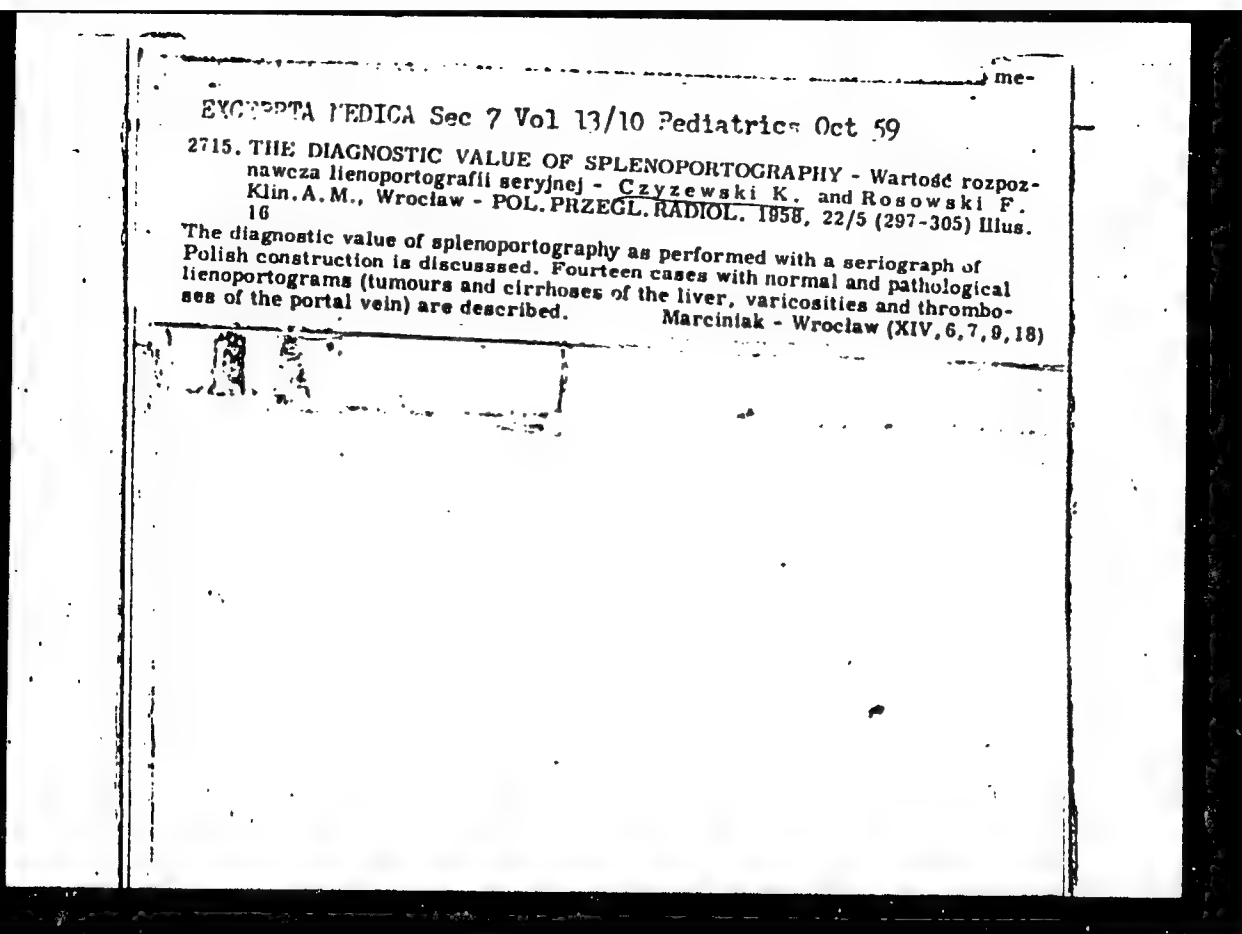 me-
EXCERPTA MEDICA Sec 7 Vol 13/10 Pediatrics Oct 59
2715. THE DIAGNOSTIC VALUE OF SPLENOPORTOGRAPHY - Wartość rozpoz-
nawcza lienoportografii seryjnej - Czyzewski K. and Rosowski F.
Klin. A. M., Wrocław - POL. PRZEGL. RADIOL. 1958, 22/5 (297-305) Illus.
16
The diagnostic value of splenoportography as performed with a seriograph of
Polish construction is discusssed. Fourteen cases with normal and pathological
lienoportograms (tumours and cirrhoses of the liver, varicosities and thrombo-
ses of the portal vein) are described. Marciniak - Wrocław (XIV, 6, 7, 9, 18)